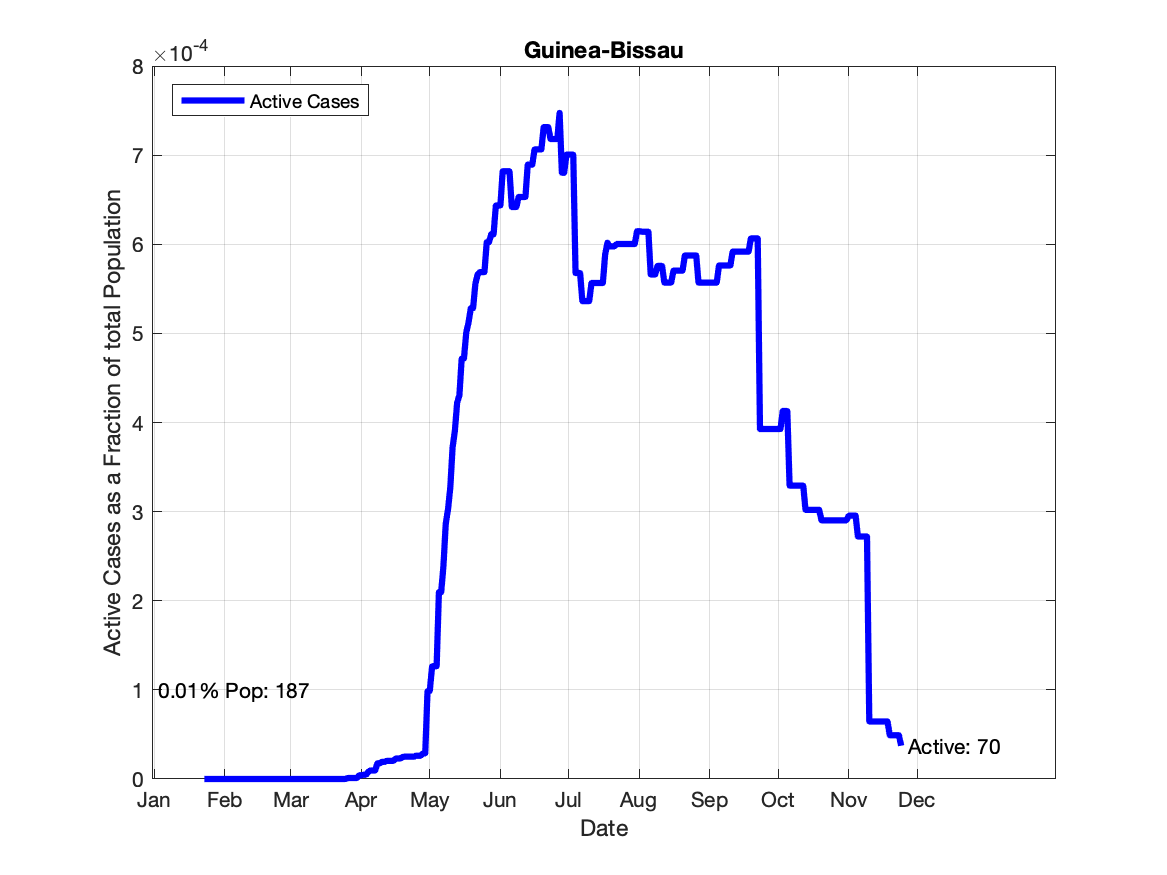 Guinea-Bissau
×10⁻⁴
Active Cases
8
7
6
5
4
3
2
1
0
Active Cases as a Fraction of total Population
0.01% Pop: 187
Active: 70
Jan Feb Mar Apr May Jun Jul Aug Sep Oct Nov Dec
Date